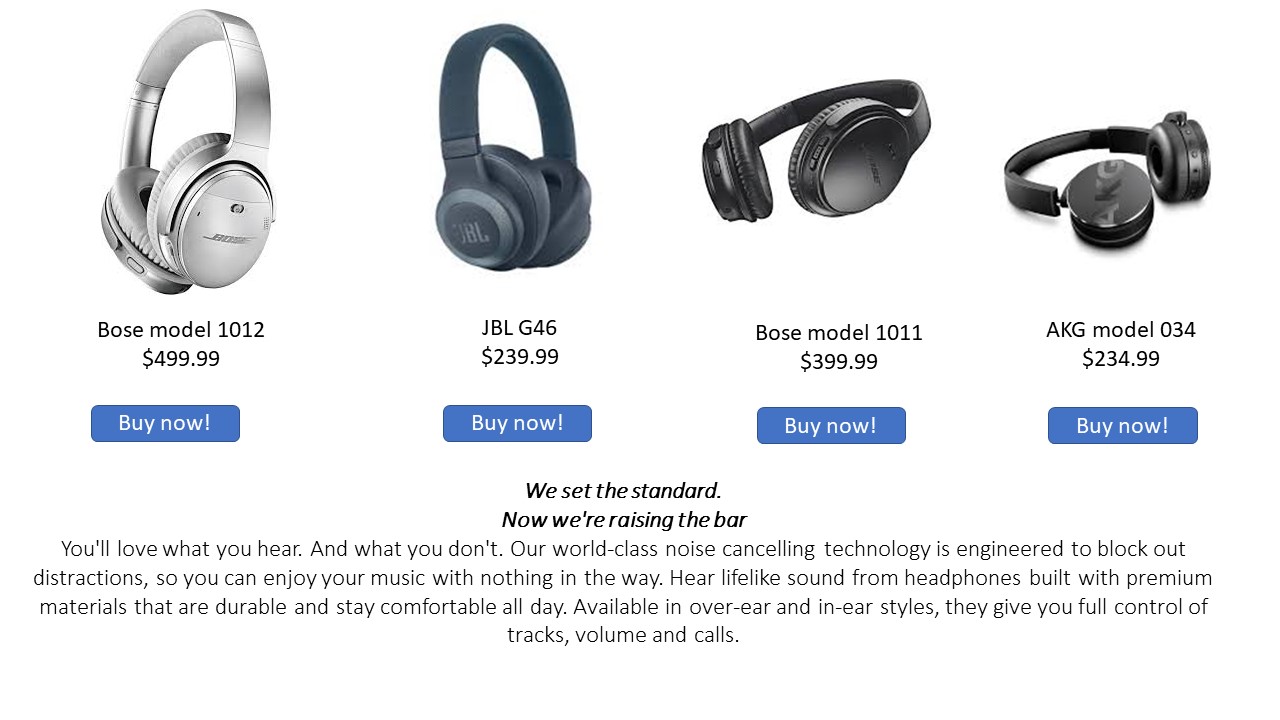 BOSE
JBL
BOSE
AKG
Bose model 1012
$499.99
JBL G46
$239.99
Bose model 1011
$399.99
AKG model 034
$234.99
Buy now!
Buy now!
Buy now!
Buy now!
We set the standard.
Now we're raising the bar
You'll love what you hear. And what you don't. Our world-class noise cancelling technology is engineered to block out
distractions, so you can enjoy your music with nothing in the way. Hear lifelike sound from headphones built with premium
materials that are durable and stay comfortable all day. Available in over-ear and in-ear styles, they give you full control of
tracks, volume and calls.